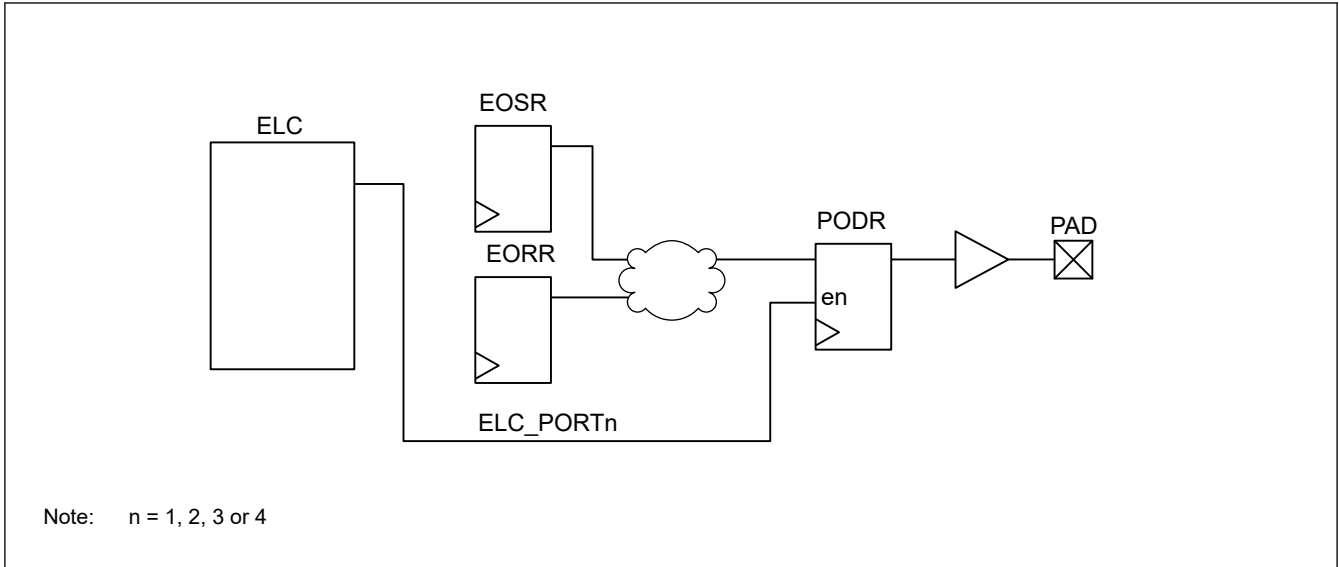 ELC
EOSR
EORR
PODR
PAD
en
ELC_PORTn
Note: n = 1, 2, 3 or 4